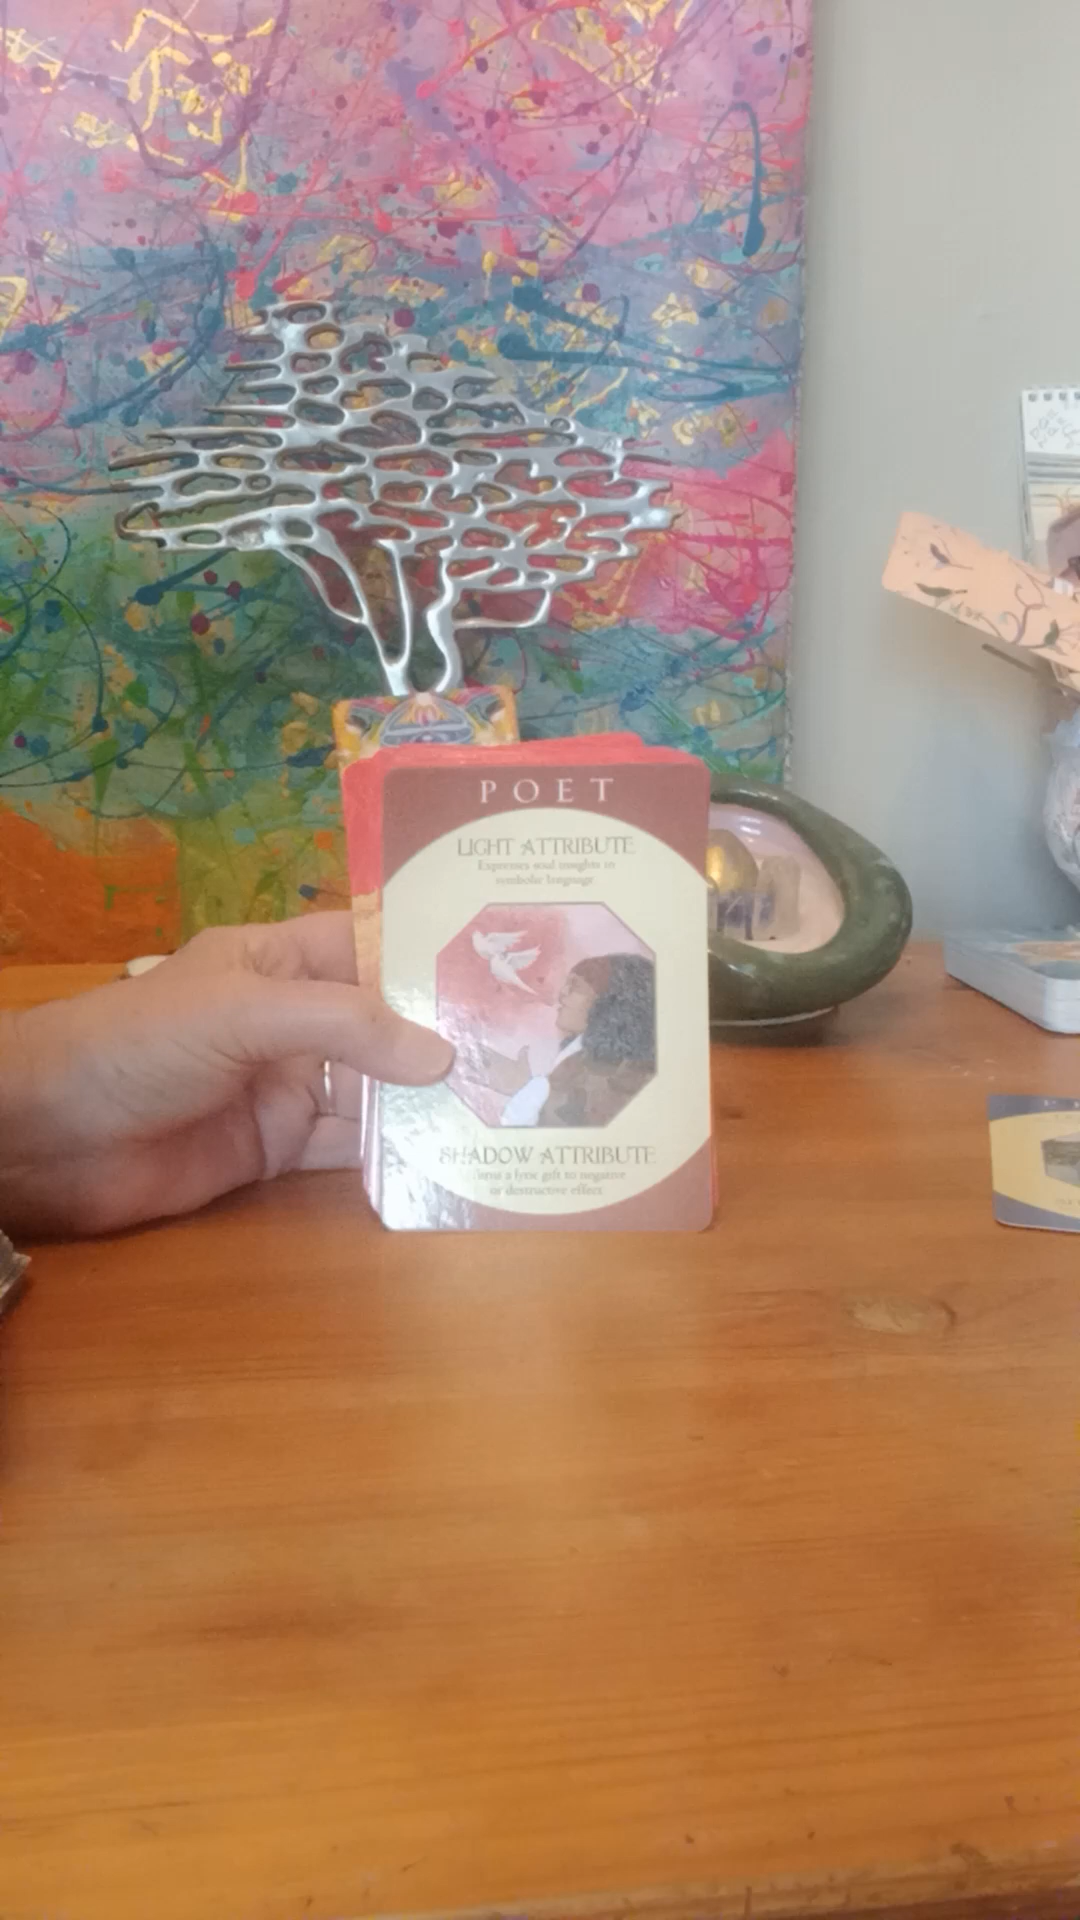 POET
LIGHT ATTRIBUTE
Expresses soul insights in
symbolic language.
SHADOW ATTRIBUTE
Turns a lyric gift to negative
or destructive effect.